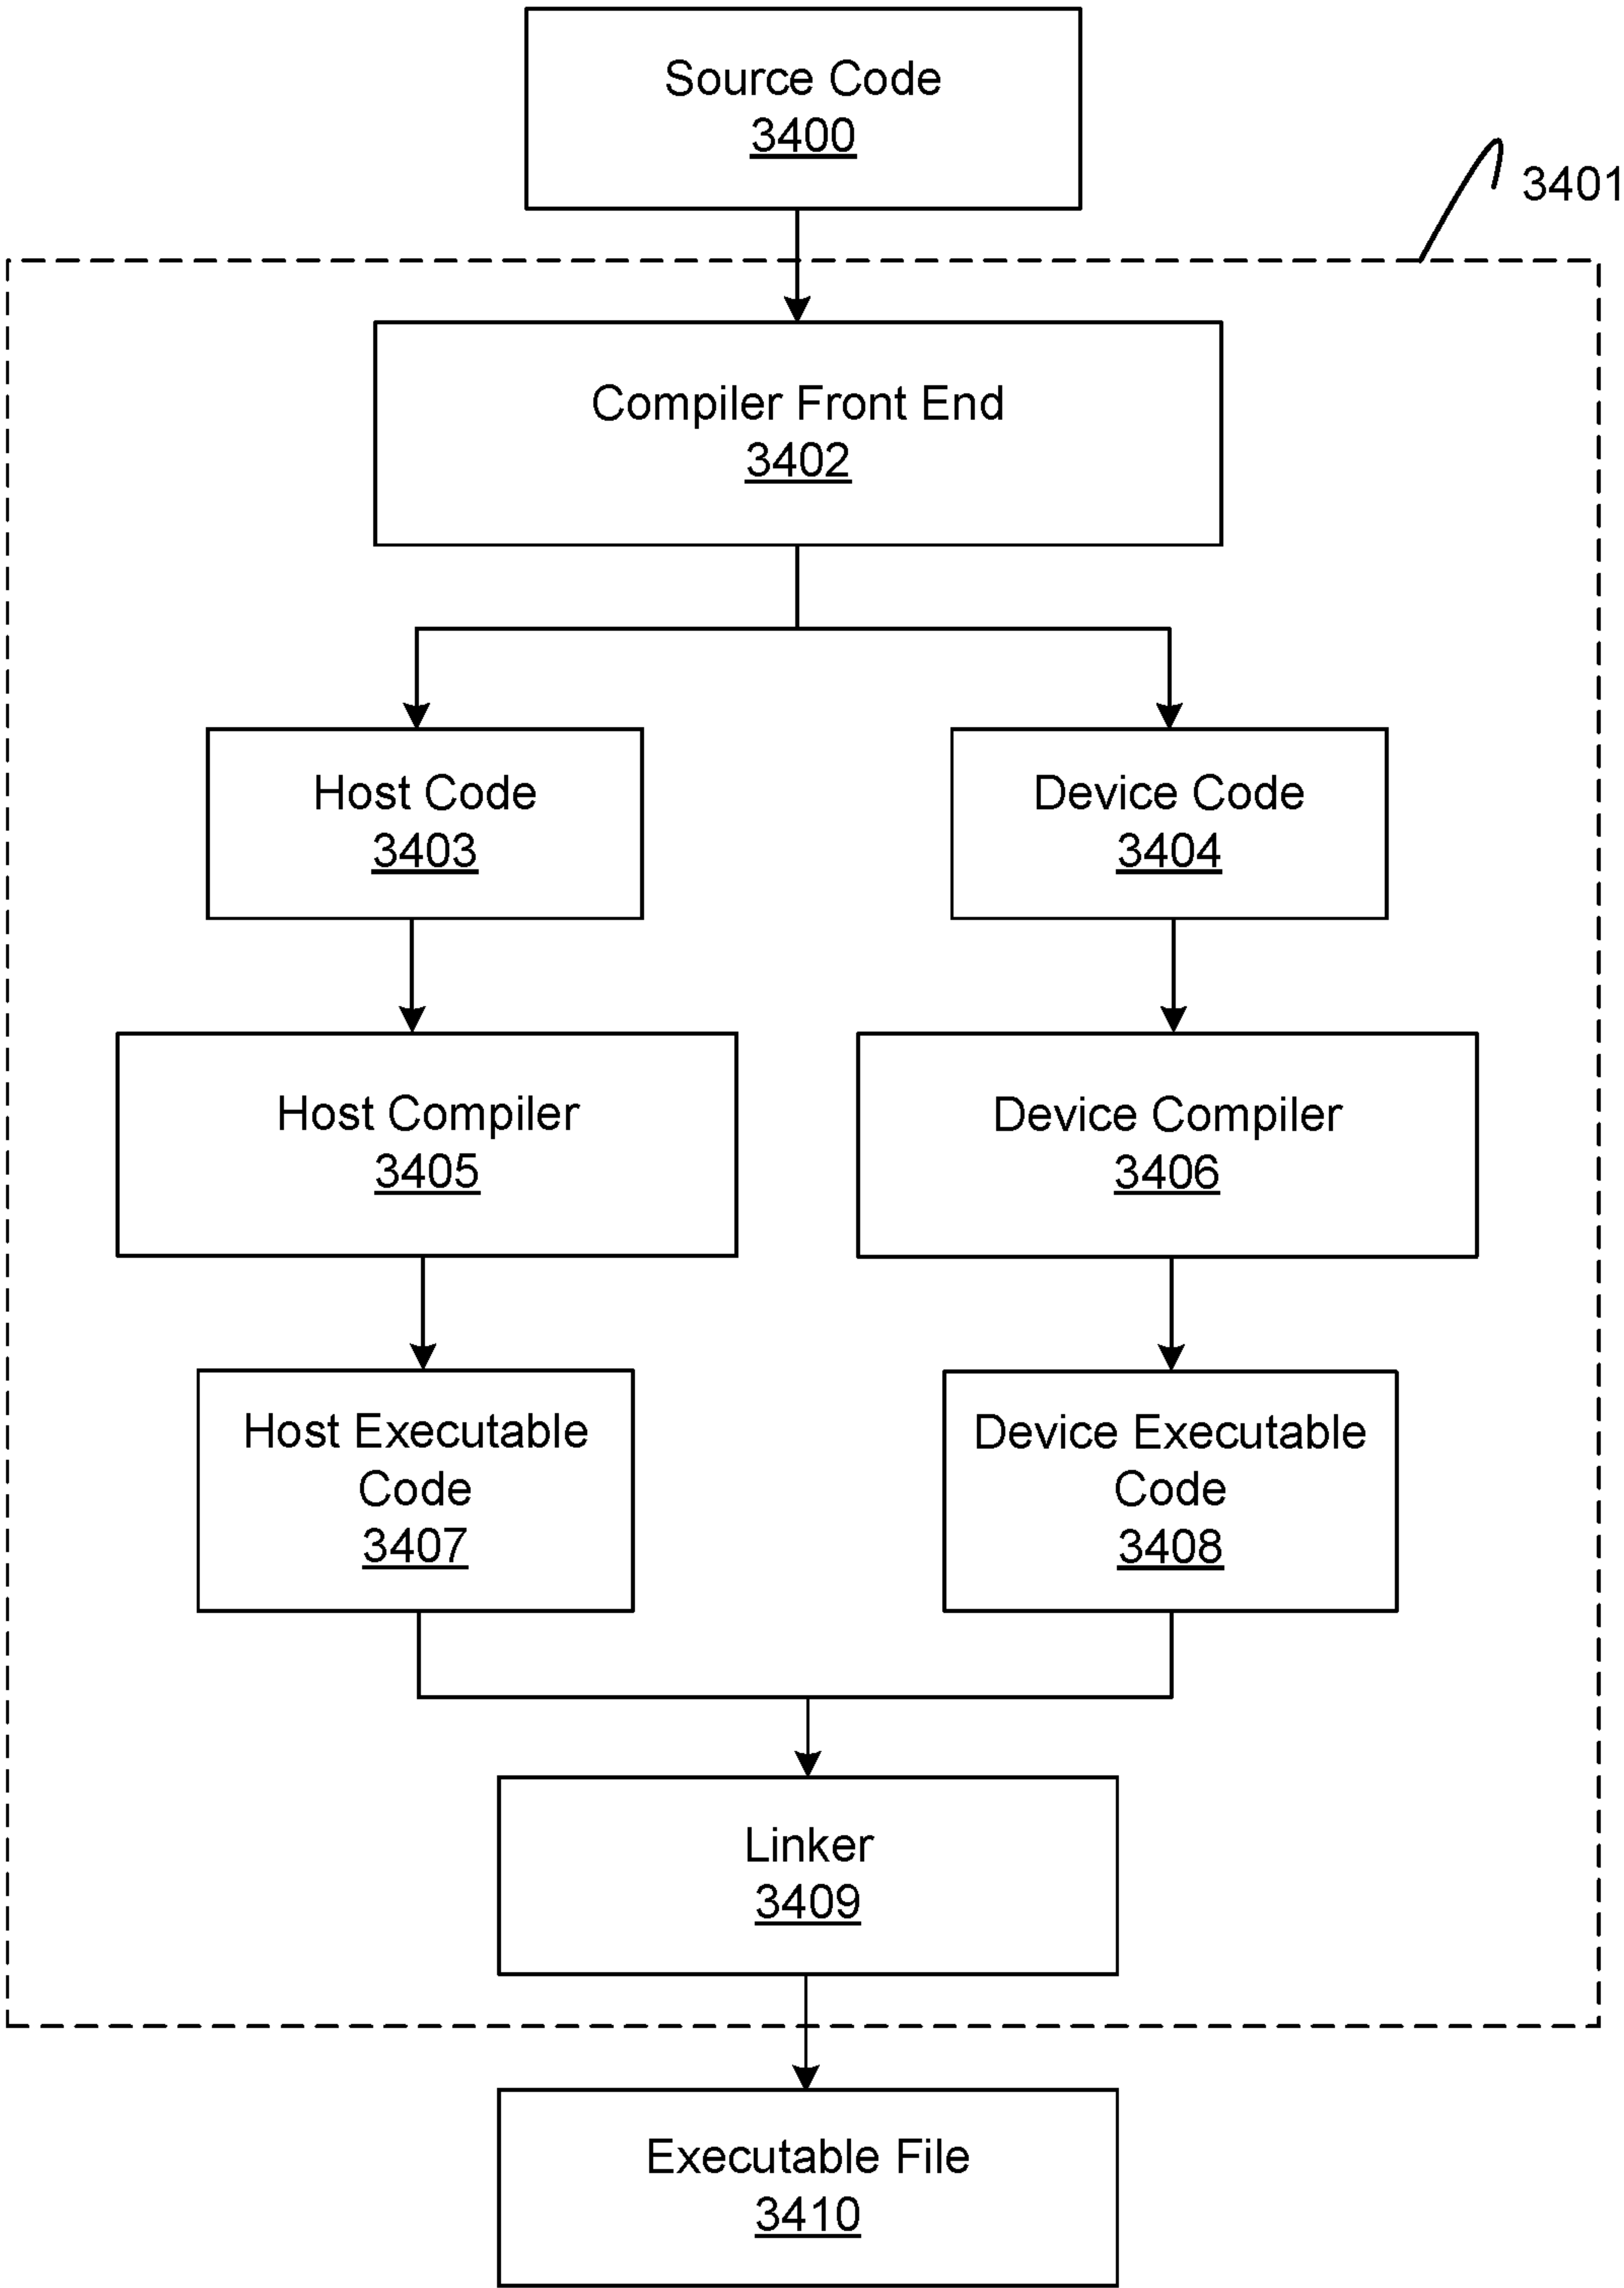 Source Code
3400
3401
Compiler Front End
3402
Host Code
3403
Device Code
3404
Host Compiler
3405
Device Compiler
3406
Host Executable
Code
3407
Device Executable
Code
3408
Linker
3409
Executable File
3410